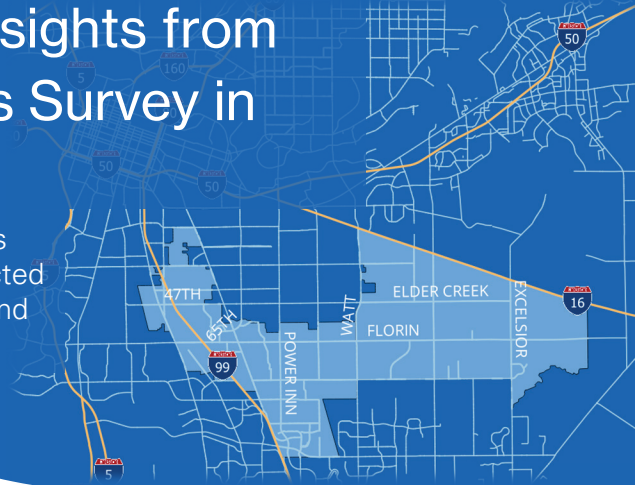 sights from
s Survey in
s
cted
nd
50
160
5
50
50
5
47TH
65TH
99
POWER INN
WATT
ELDER CREEK
FLORIN
EXCELSIOR
16
5